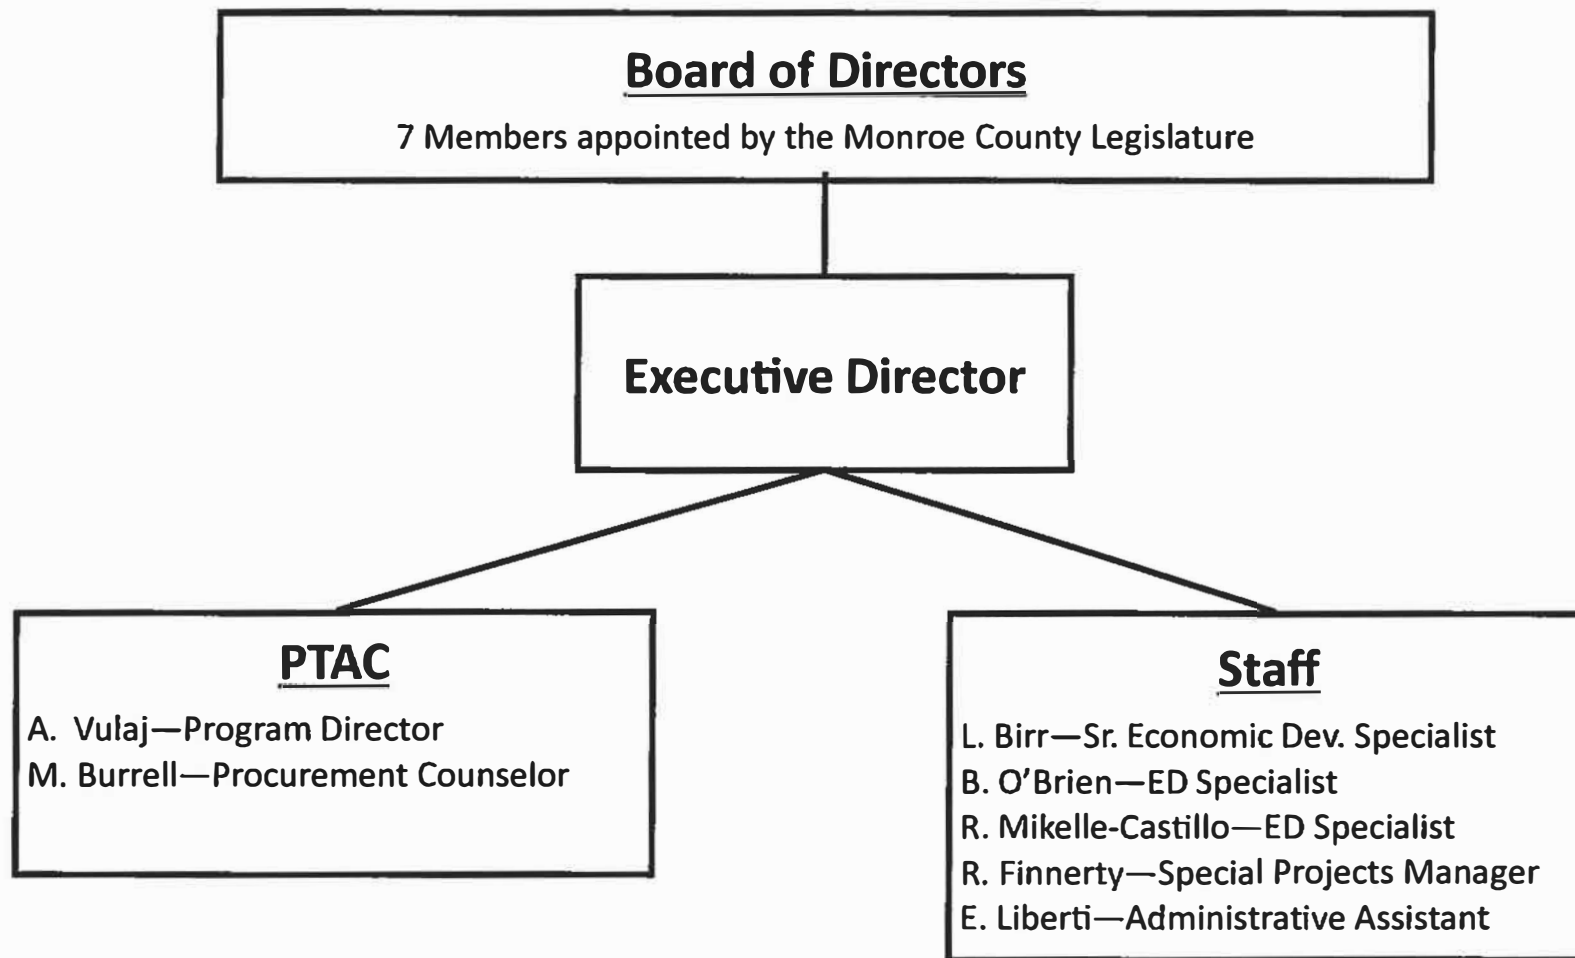 Board of Directors
7 Members appointed by the Monroe County Legislature
Executive Director
PTAC
A. Vulaj—Program Director
M. Burrell—Procurement Counselor
Staff
L. Birr—Sr. Economic Dev. Specialist
B. O'Brien—ED Specialist
R. Mikelle-Castillo—ED Specialist
R. Finnerty—Special Projects Manager
E. Liberti—Administrative Assistant